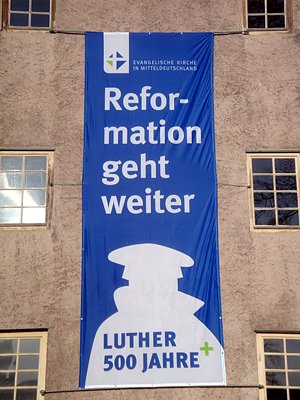 EVANGELISCHE KIRCHE
IN MITTELDEUTSCHLAND
Refor-
mation
geht
weiter
LUTHER
500 JAHRE+